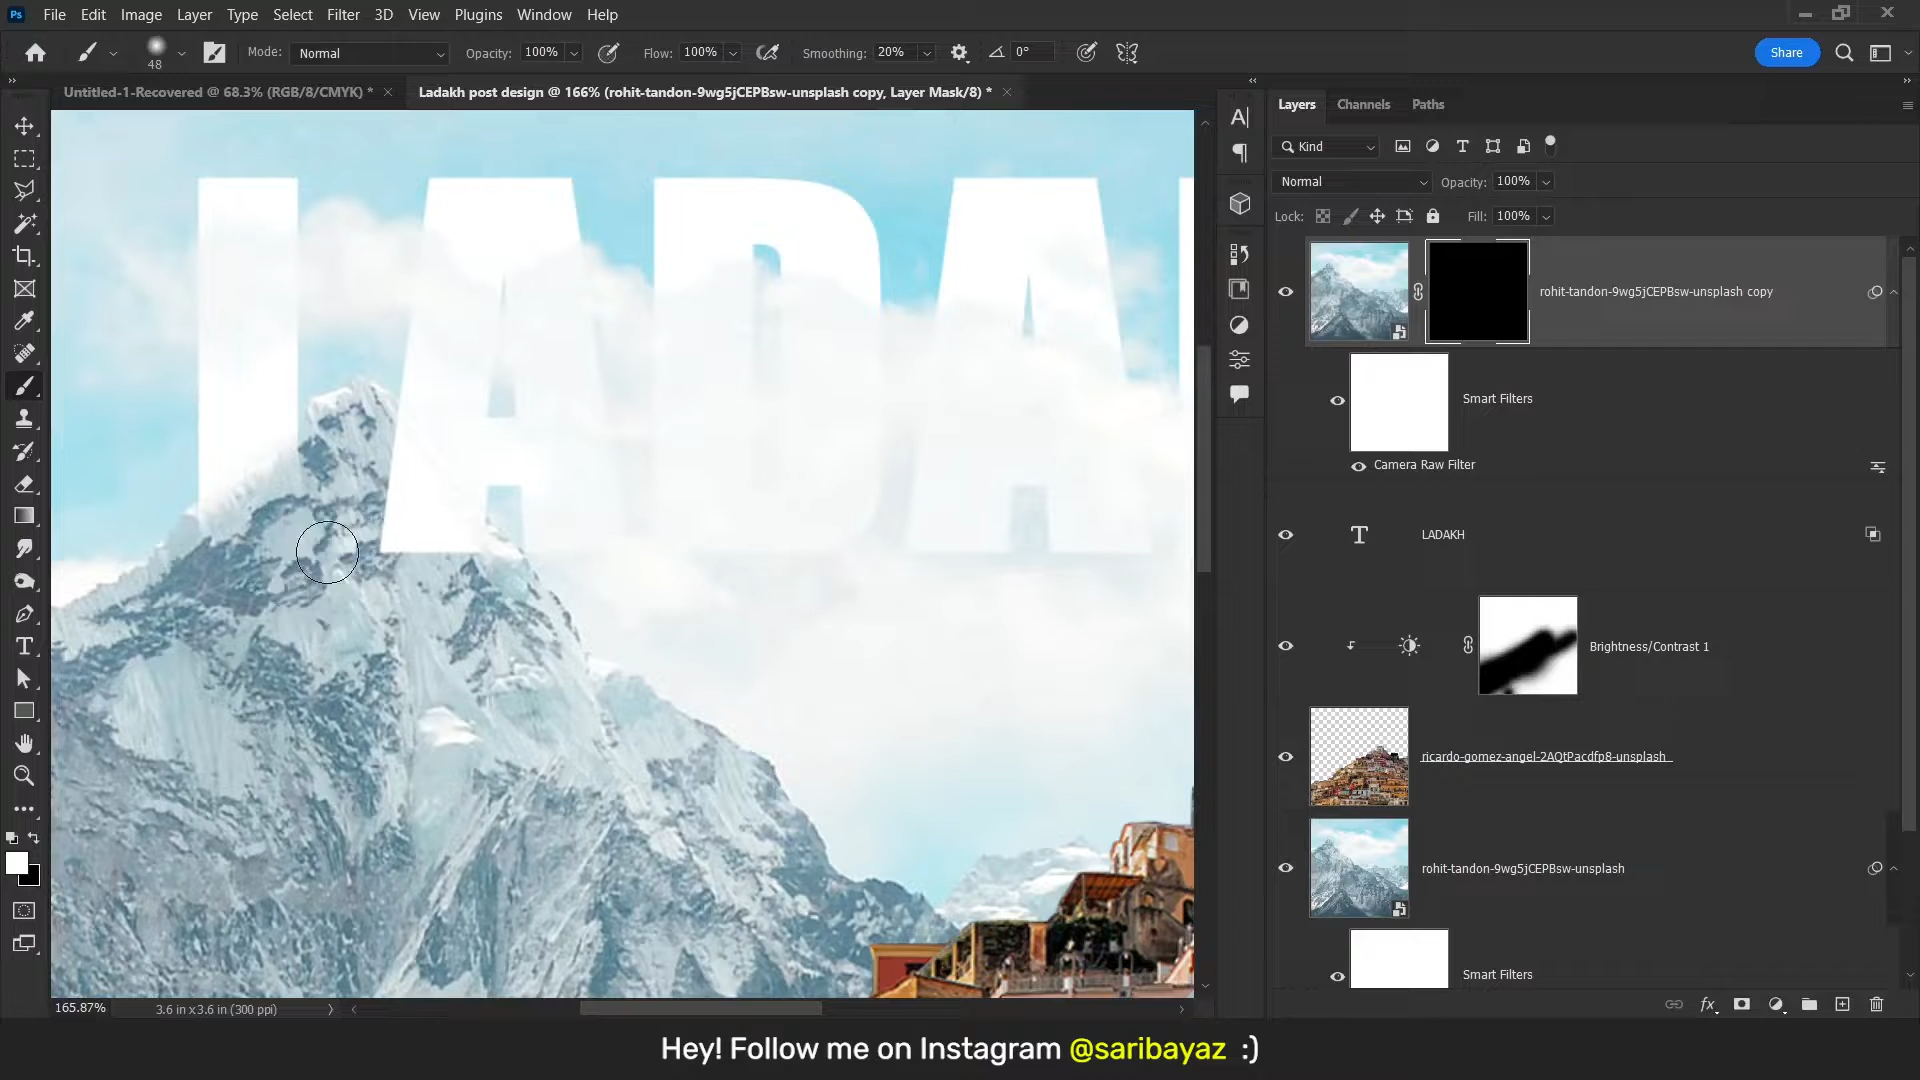 Ps File Edit Image Layer Type Select Filter 3D View Plugins Window Help
48 Mode: Normal Opacity: 100% Flow: 100% Smoothing: 20% 0° Share
Untitled-1-Recovered @ 68.3% (RGB/8/CMYK) * × Ladakh post design @ 166% (rohit-tandon-9wg5jCEPBsw-unsplash copy, Layer Mask/8) * ×
LADA
Layers Channels Paths
Kind
Normal Opacity: 100%
Lock: Fill: 100%
rohit-tandon-9wg5jCEPBsw-unsplash copy
Smart Filters
Camera Raw Filter
LADAKH
Brightness/Contrast 1
ricardo-gomez-angel-2AQtPacdfp8-unsplash
rohit-tandon-9wg5jCEPBsw-unsplash
Smart Filters
fx
165.87% 3.6 in x 3.6 in (300 ppi)
Hey! Follow me on Instagram @saribayaz :)